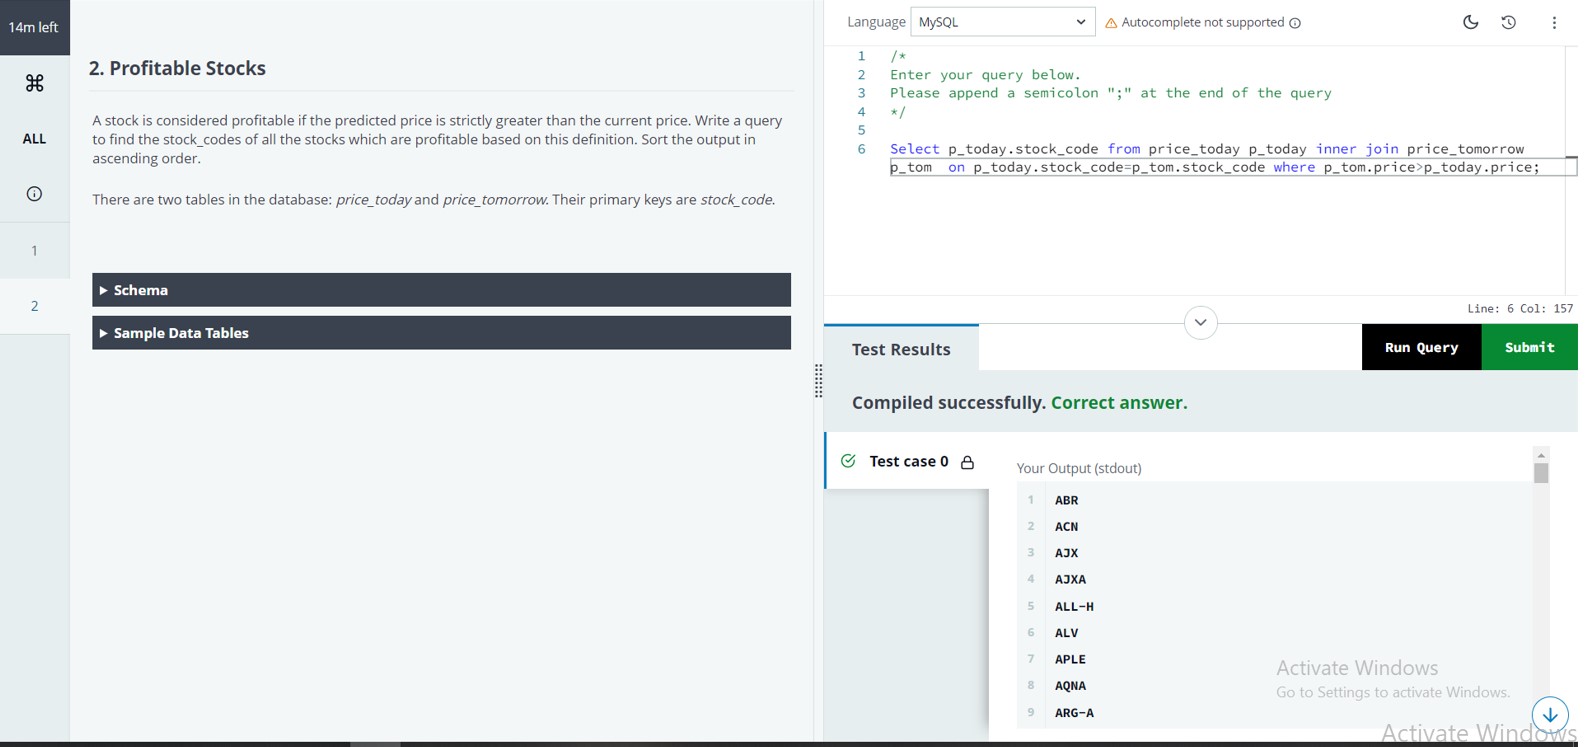 14m left
ALL
1
2
2. Profitable Stocks
A stock is considered profitable if the predicted price is strictly greater than the current price. Write a query
to find the stock_codes of all the stocks which are profitable based on this definition. Sort the output in
ascending order.
There are two tables in the database: price_today and price_tomorrow. Their primary keys are stock_code.
Schema
Sample Data Tables
Language MySQL Autocomplete not supported
1 /*
2 Enter your query below.
3 Please append a semicolon ";" at the end of the query
4 */
5
6 Select p_today.stock_code from price_today p_today inner join price_tomorrow
p_tom  on p_today.stock_code=p_tom.stock_code where p_tom.price>p_today.price;
Line: 6 Col: 157
Test Results
Run Query
Submit
Compiled successfully. Correct answer.
Test case 0
Your Output (stdout)
1 ABR
2 ACN
3 AJX
4 AJXA
5 ALL-H
6 ALV
7 APLE
8 AQNA
9 ARG-A
Activate Windows
Go to Settings to activate Windows.
Activate Windows